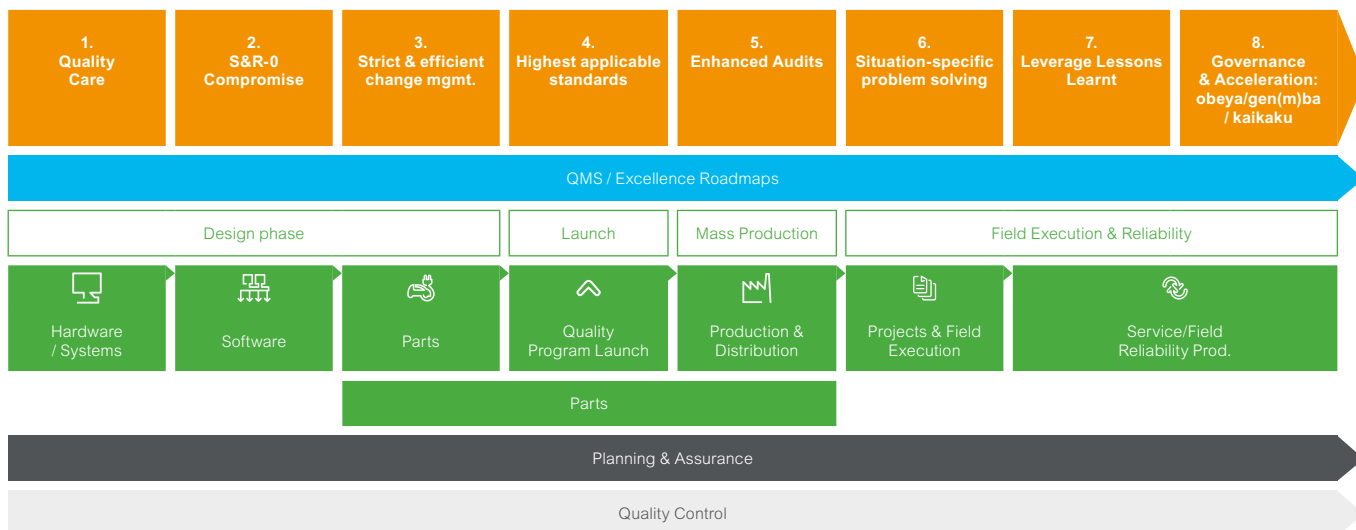 1.
Quality
Care
2.
S&R-0
Compromise
3.
Strict & efficient
change mgmt.
4.
Highest applicable
standards
5.
Enhanced Audits
6.
Situation-specific
problem solving
7.
Leverage Lessons
Learnt
8.
Governance
& Acceleration:
obeya/gen(m)ba
/ kaikaku
QMS / Excellence Roadmaps
Design phase
Launch
Mass Production
Field Execution & Reliability
Hardware
/ Systems
Software
Parts
Quality
Program Launch
Production &
Distribution
Projects & Field
Execution
Service/Field
Reliability Prod.
Parts
Planning & Assurance
Quality Control